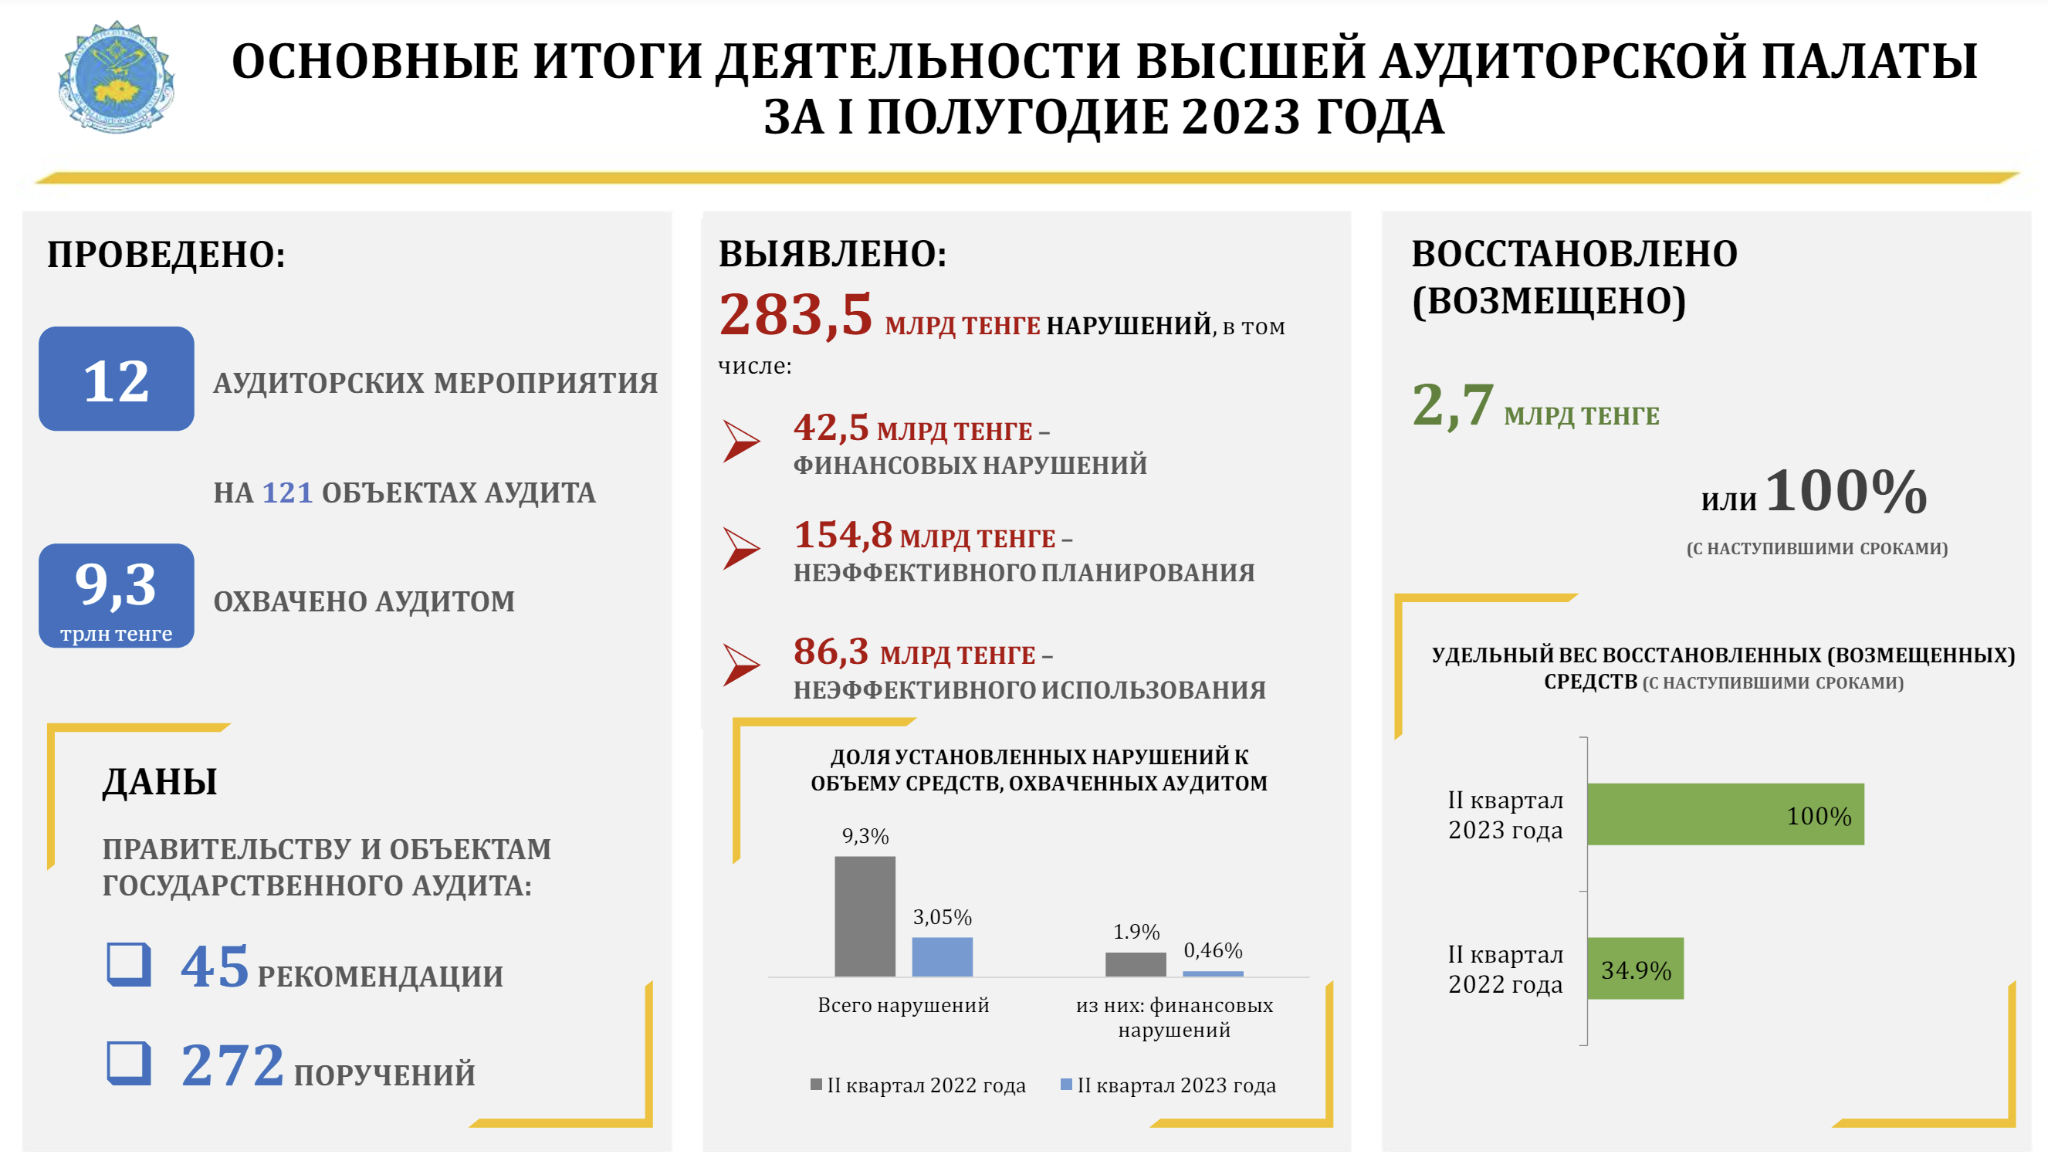 ОСНОВНЫЕ ИТОГИ ДЕЯТЕЛЬНОСТИ ВЫСШЕЙ АУДИТОРСКОЙ ПАЛАТЫ
ЗА I ПОЛУГОДИЕ 2023 ГОДА
ПРОВЕДЕНО:
12
АУДИТОРСКИХ МЕРОПРИЯТИЯ
НА 121 ОБЪЕКТАХ АУДИТА
9,3
трлн тенге
ОХВАЧЕНО АУДИТОМ
ДАНЫ
ПРАВИТЕЛЬСТВУ И ОБЪЕКТАМ
ГОСУДАРСТВЕННОГО АУДИТА:
45 РЕКОМЕНДАЦИИ
272 ПОРУЧЕНИЙ
ВЫЯВЛЕНО:
283,5 МЛРД ТЕНГЕ НАРУШЕНИЙ, в том
числе:
42,5 МЛРД ТЕНГЕ –
ФИНАНСОВЫХ НАРУШЕНИЙ
154,8 МЛРД ТЕНГЕ –
НЕЭФФЕКТИВНОГО ПЛАНИРОВАНИЯ
86,3 МЛРД ТЕНГЕ –
НЕЭФФЕКТИВНОГО ИСПОЛЬЗОВАНИЯ
ДОЛЯ УСТАНОВЛЕННЫХ НАРУШЕНИЙ К
ОБЪЕМУ СРЕДСТВ, ОХВАЧЕННЫХ АУДИТОМ
9,3%
3,05%
1.9%
0,46%
Всего нарушений
из них: финансовых
нарушений
II квартал 2022 года
II квартал 2023 года
ВОССТАНОВЛЕНО
(ВОЗМЕЩЕНО)
2,7 МЛРД ТЕНГЕ
ИЛИ 100%
(С НАСТУПИВШИМИ СРОКАМИ)
УДЕЛЬНЫЙ ВЕС ВОССТАНОВЛЕННЫХ (ВОЗМЕЩЕННЫХ)
СРЕДСТВ (С НАСТУПИВШИМИ СРОКАМИ)
II квартал
2023 года
100%
II квартал
2022 года
34.9%